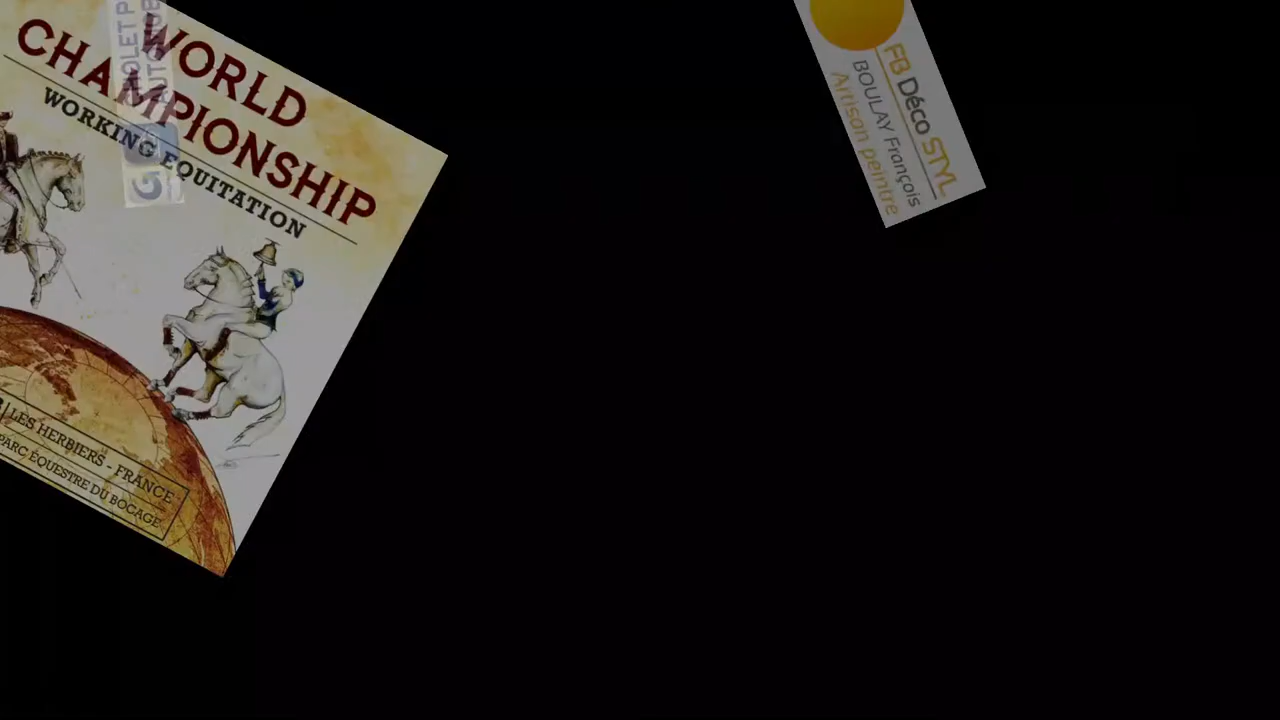 WORLD
CHAMPIONSHIP
WORKING EQUITATION
LES HERBIERS - FRANCE
PARC ÉQUESTRE DU BOCAGE
FB Déco STYL
BOULAY François
Artisan peintre